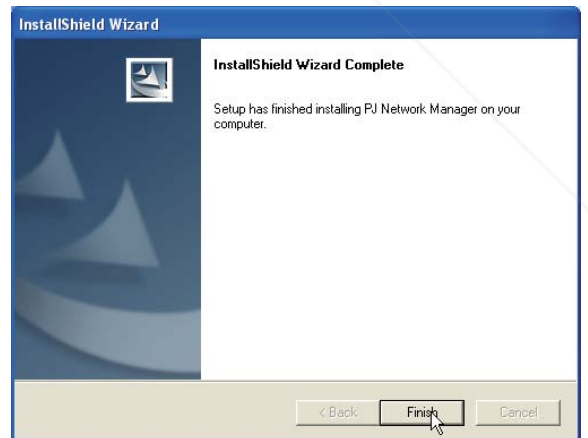 InstallShield Wizard
InstallShield Wizard Complete
Setup has finished installing PJ Network Manager on your
computer.
< Back
Finish
Cancel